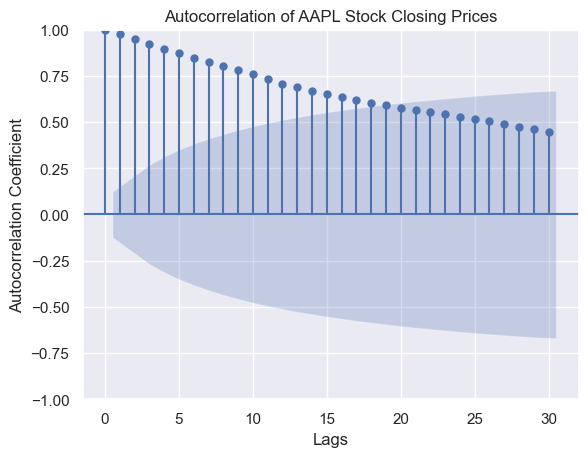 Autocorrelation of AAPL Stock Closing Prices
1.00
0.75
0.50
0.25
0.00
−0.25
−0.50
−0.75
−1.00
Autocorrelation Coefficient
0 5 10 15 20 25 30
Lags